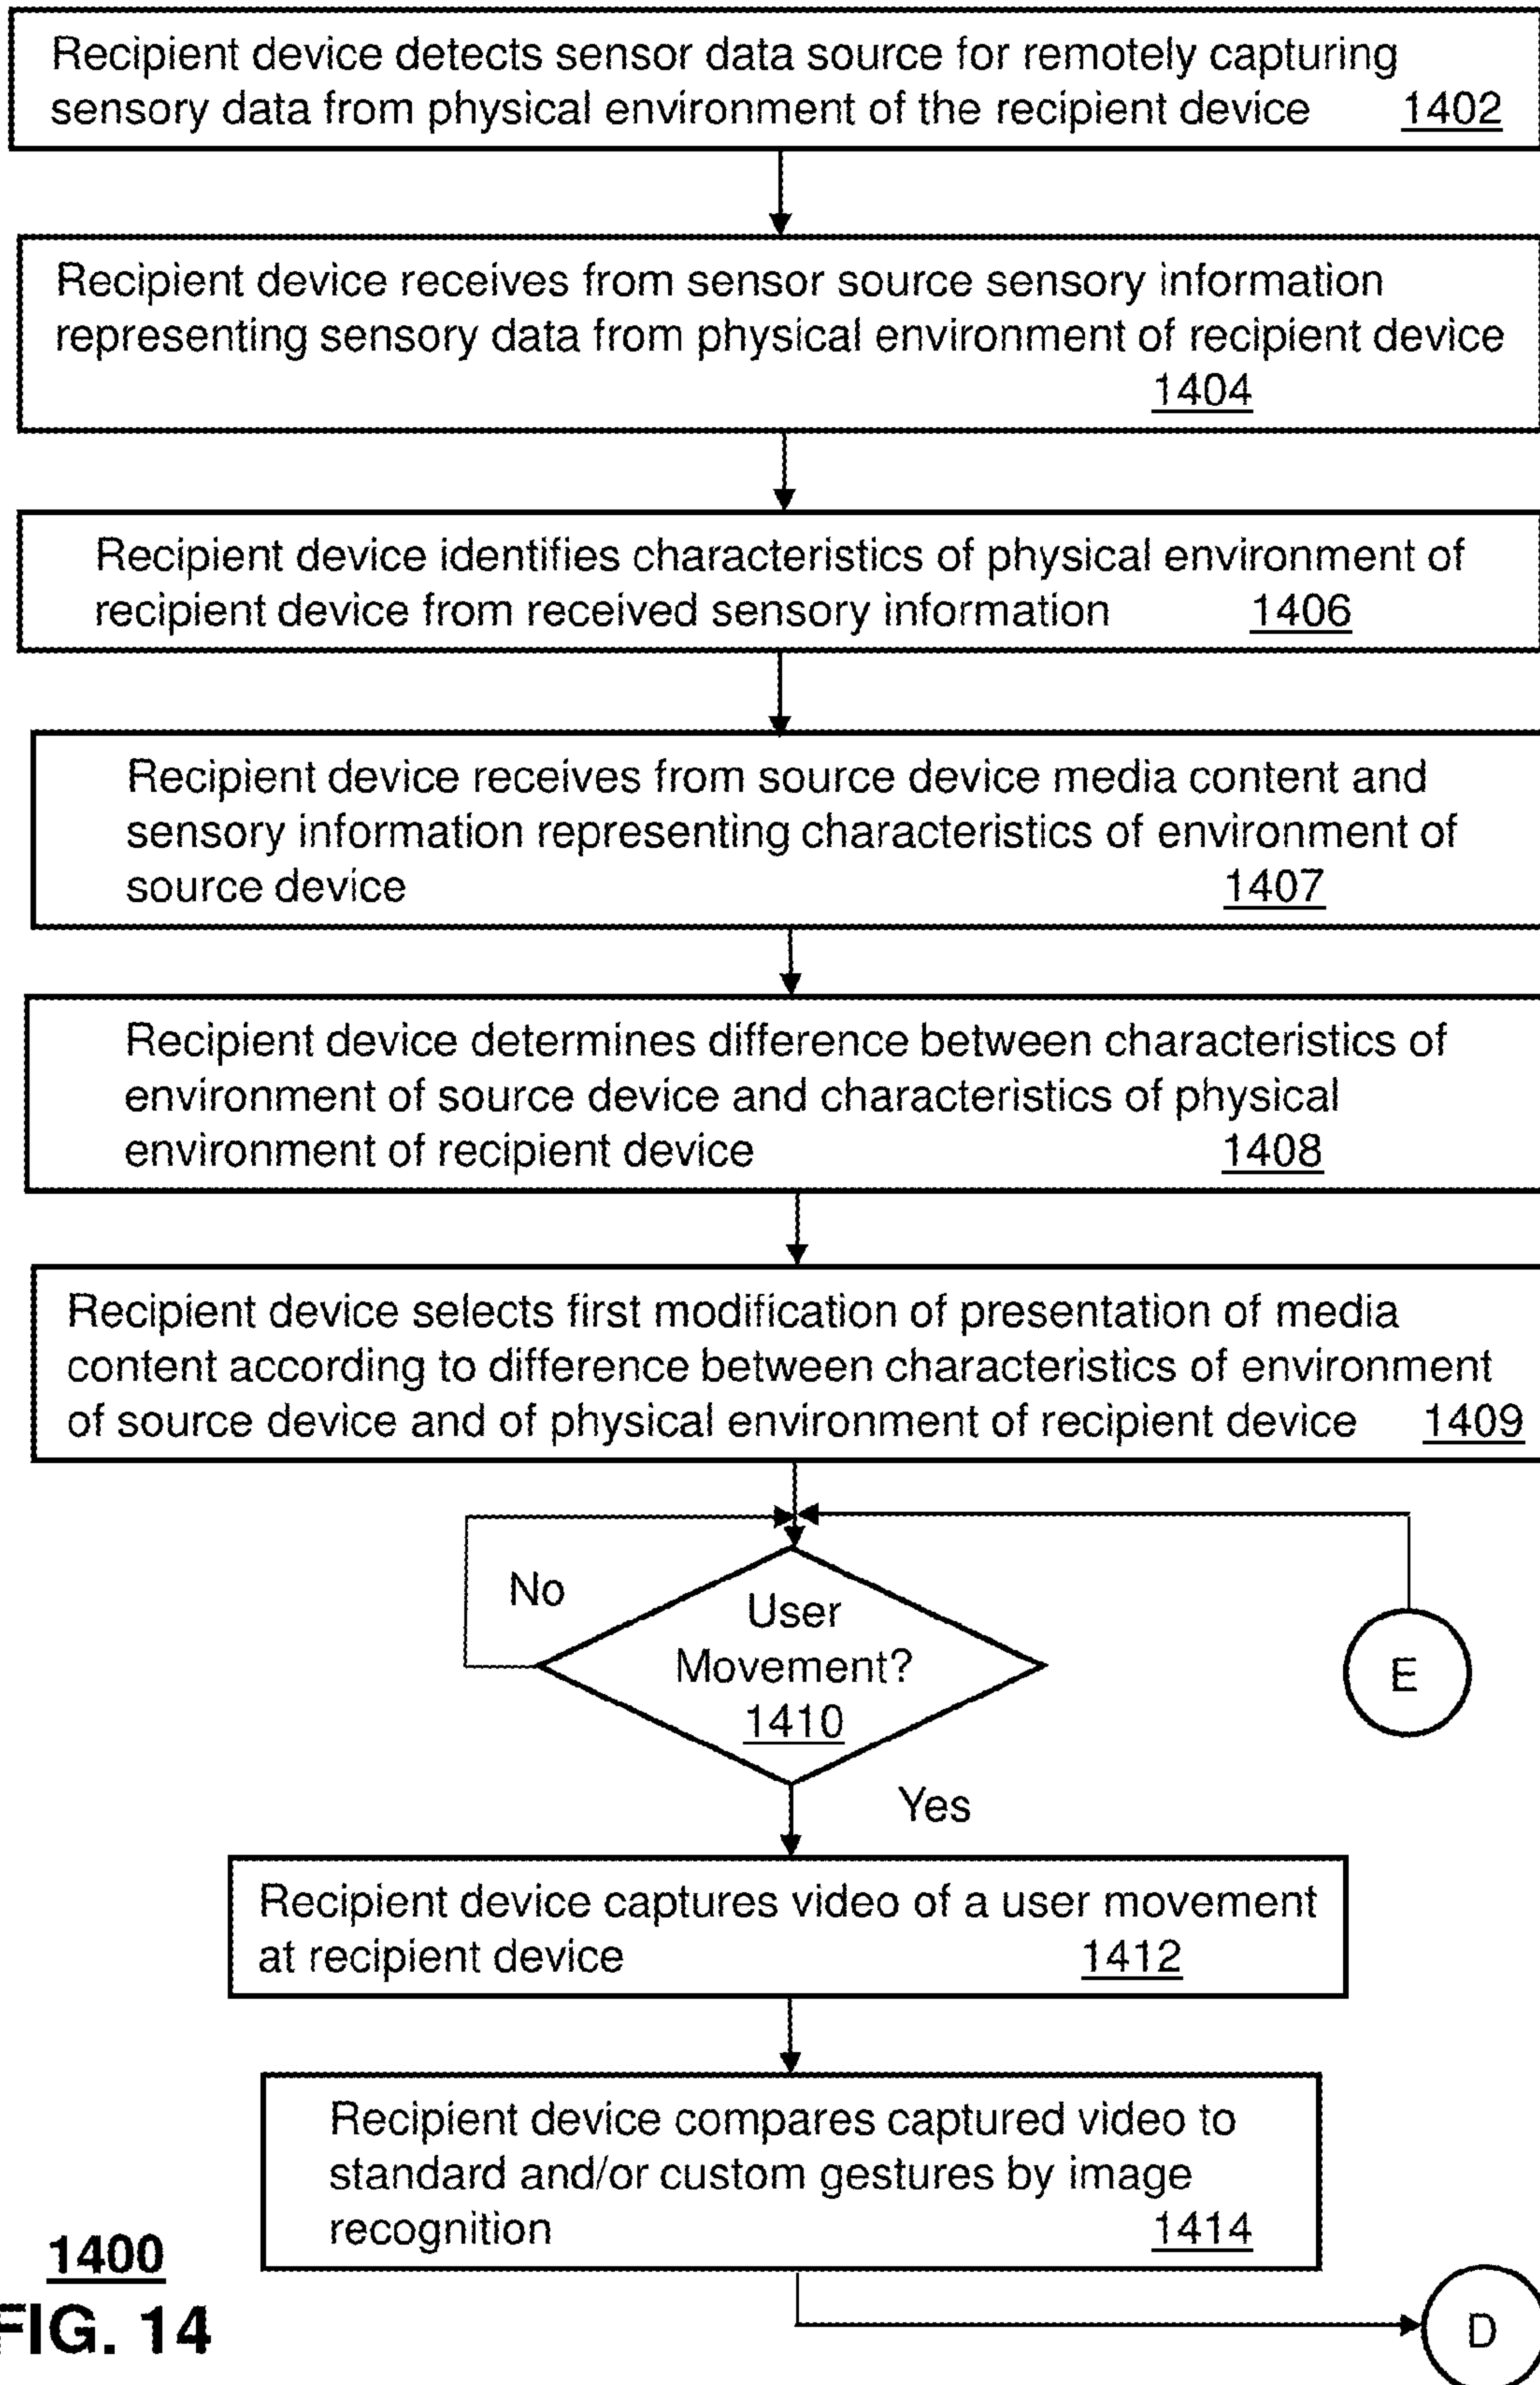 Recipient device detects sensor data source for remotely capturing
sensory data from physical environment of the recipient device 1402
Recipient device receives from sensor source sensory information
representing sensory data from physical environment of recipient device
1404
Recipient device identifies characteristics of physical environment of
recipient device from received sensory information 1406
Recipient device receives from source device media content and
sensory information representing characteristics of environment of
source device 1407
Recipient device determines difference between characteristics of
environment of source device and characteristics of physical
environment of recipient device 1408
Recipient device selects first modification of presentation of media
content according to difference between characteristics of environment
of source device and of physical environment of recipient device 1409
No
User
Movement?
1410
E
Yes
Recipient device captures video of a user movement
at recipient device 1412
Recipient device compares captured video to
standard and/or custom gestures by image
recognition 1414
1400
FIG. 14
D